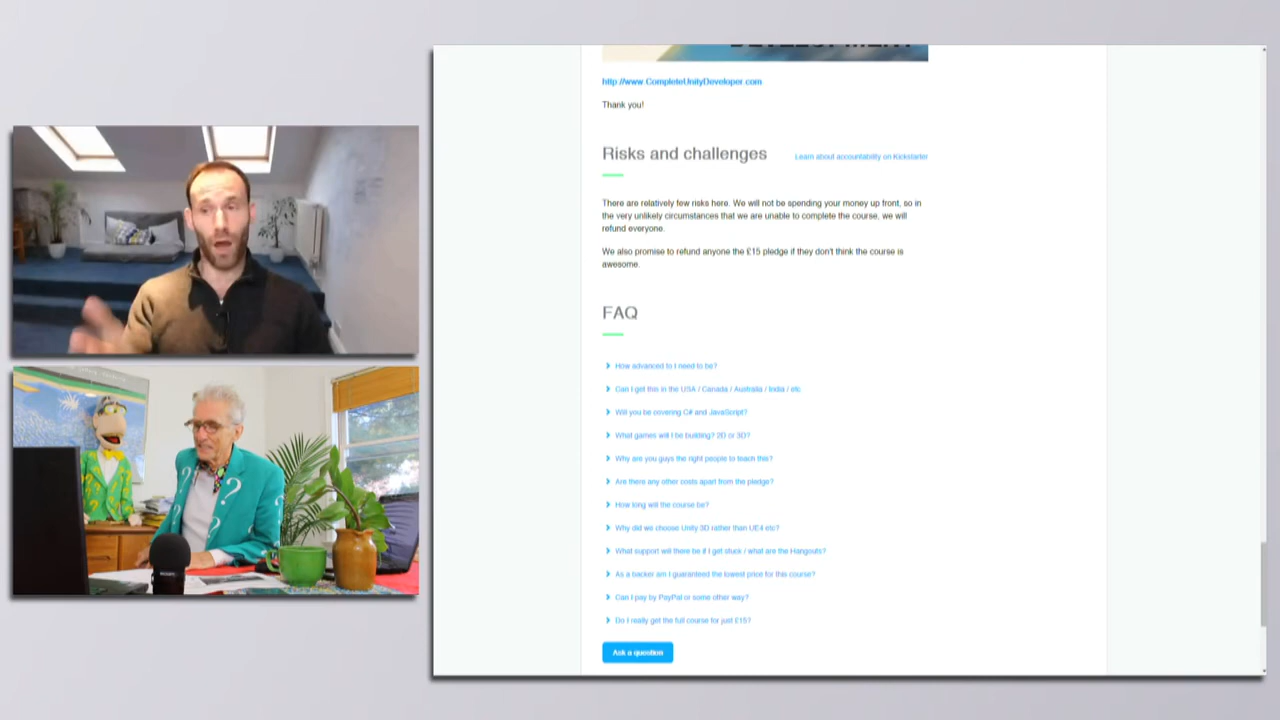 DEVELOPMENT
http://www.CompleteUnityDeveloper.com
Thank you!
Risks and challenges
Learn about accountability on Kickstarter
There are relatively few risks here. We will not be spending your money up front, so in
the very unlikely circumstances that we are unable to complete the course, we will
refund everyone.
We also promise to refund anyone the £15 pledge if they don't think the course is
awesome.
FAQ
How advanced to I need to be?
Can I get this in the USA / Canada / Australia / India / etc
Will you be covering C# and JavaScript?
What games will I be building? 2D or 3D?
Why are you guys the right people to teach this?
Are there any other costs apart from the pledge?
How long will the course be?
Why did we choose Unity 3D rather than UE4 etc?
What support will there be if I get stuck / what are the Hangouts?
As a backer am I guaranteed the lowest price for this course?
Can I pay by PayPal or some other way?
Do I really get the full course for just £15?
Ask a question